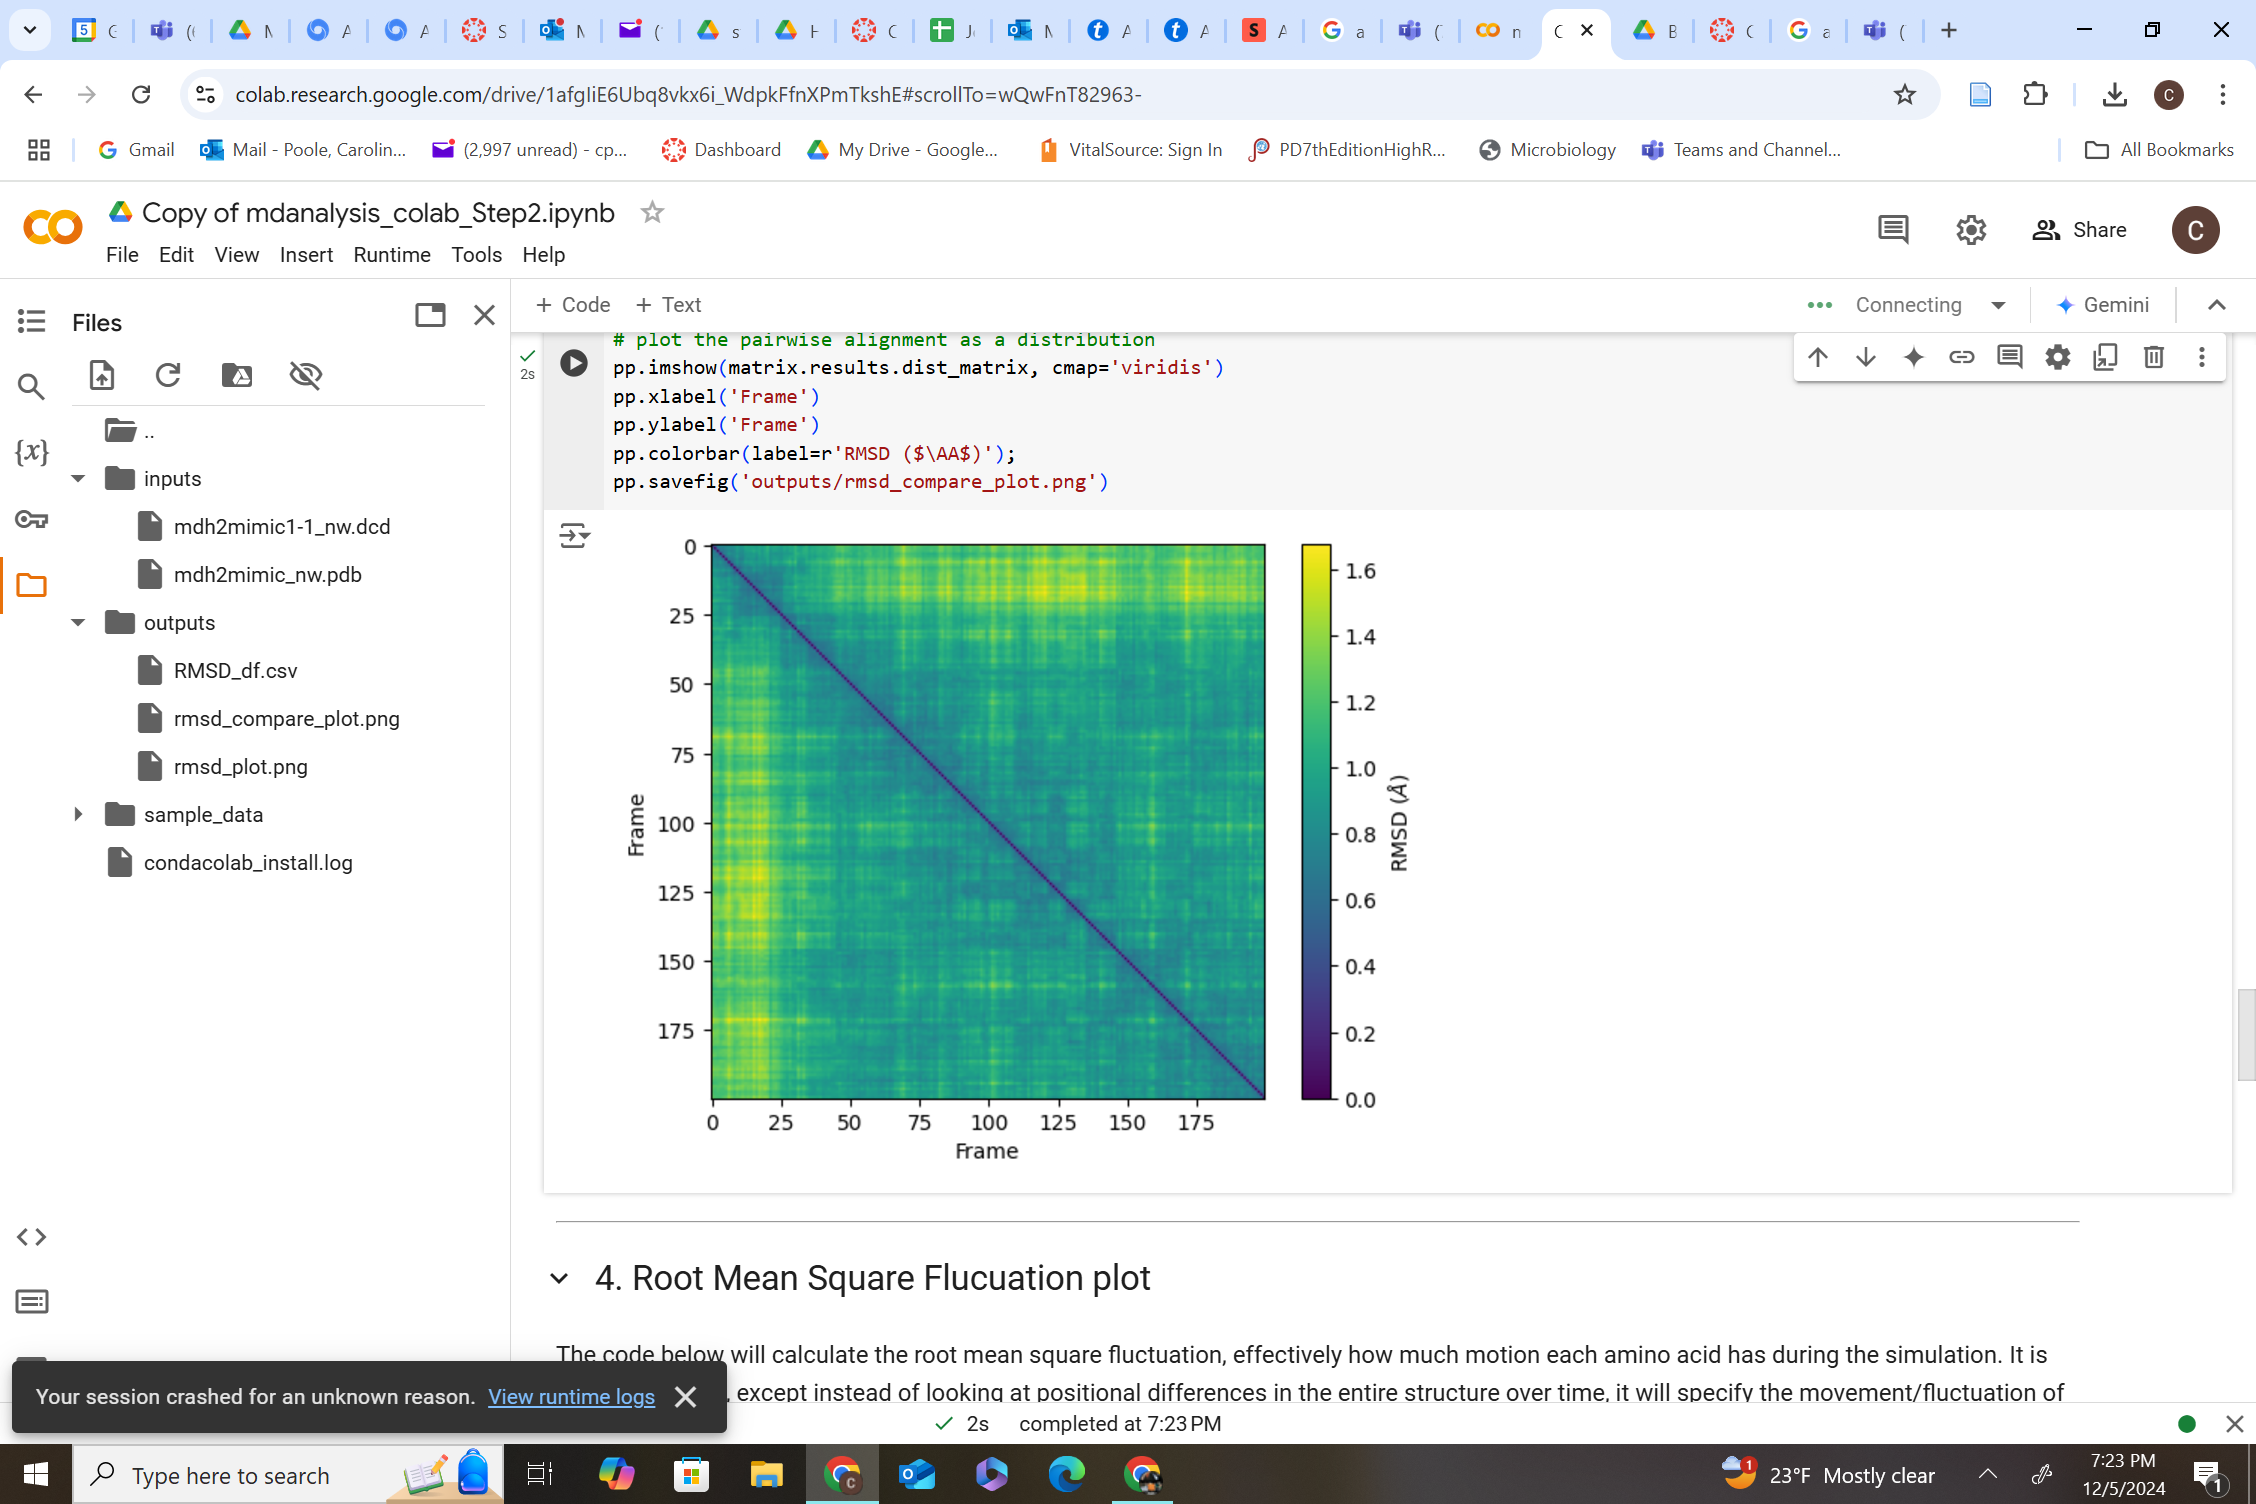 colab.research.google.com/drive/1afgIiE6Ubq8vkx6i_WdpkFfnXPmTkshE#scrollTo=wQwFnT82963-
Gmail
Mail - Poole, Carolin...
(2,997 unread) - cp...
Dashboard
My Drive - Google...
VitalSource: Sign In
PD7thEditionHighR...
Microbiology
Teams and Channel...
All Bookmarks
Copy of mdanalysis_colab_Step2.ipynb
File Edit View Insert Runtime Tools Help
Share
C
Files
+ Code + Text
Connecting
Gemini
..
inputs
mdh2mimic1-1_nw.dcd
mdh2mimic_nw.pdb
outputs
RMSD_df.csv
rmsd_compare_plot.png
rmsd_plot.png
sample_data
condacolab_install.log
2s
# plot the pairwise alignment as a distribution
pp.imshow(matrix.results.dist_matrix, cmap='viridis')
pp.xlabel('Frame')
pp.ylabel('Frame')
pp.colorbar(label=r'RMSD ($\AA$)');
pp.savefig('outputs/rmsd_compare_plot.png')
0
25
50
75
100
125
150
175
Frame
0 25 50 75 100 125 150 175
Frame
1.6
1.4
1.2
1.0
0.8
0.6
0.4
0.2
0.0
RMSD (Å)
4. Root Mean Square Flucuation plot
The code below will calculate the root mean square fluctuation, effectively how much motion each amino acid has during the simulation. It is
, except instead of looking at positional differences in the entire structure over time, it will specify the movement/fluctuation of
Your session crashed for an unknown reason. View runtime logs
2s completed at 7:23 PM
Type here to search
23°F Mostly clear
7:23 PM
12/5/2024
1